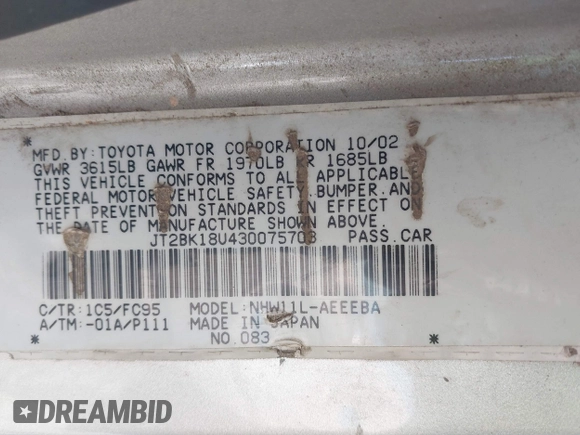 MFD.BY:TOYOTA MOTOR CORPORATION 10/02
GVWR 3615LB GAWR FR 1970LB RR 1685LB
THIS VEHICLE CONFORMS TO ALL APPLICABLE
FEDERAL MOTOR VEHICLE SAFETY,BUMPER,AND
THEFT PREVENTION STANDARDS IN EFFECT ON
THE DATE OF MANUFACTURE SHOWN ABOVE.
JT2BK18U430075703 PASS.CAR
C/TR:1C5/FC95 MODEL:NHW11L-AEEEBA
A/TM:-01A/P111 MADE IN JAPAN
* NO.083 *
DREAMBID